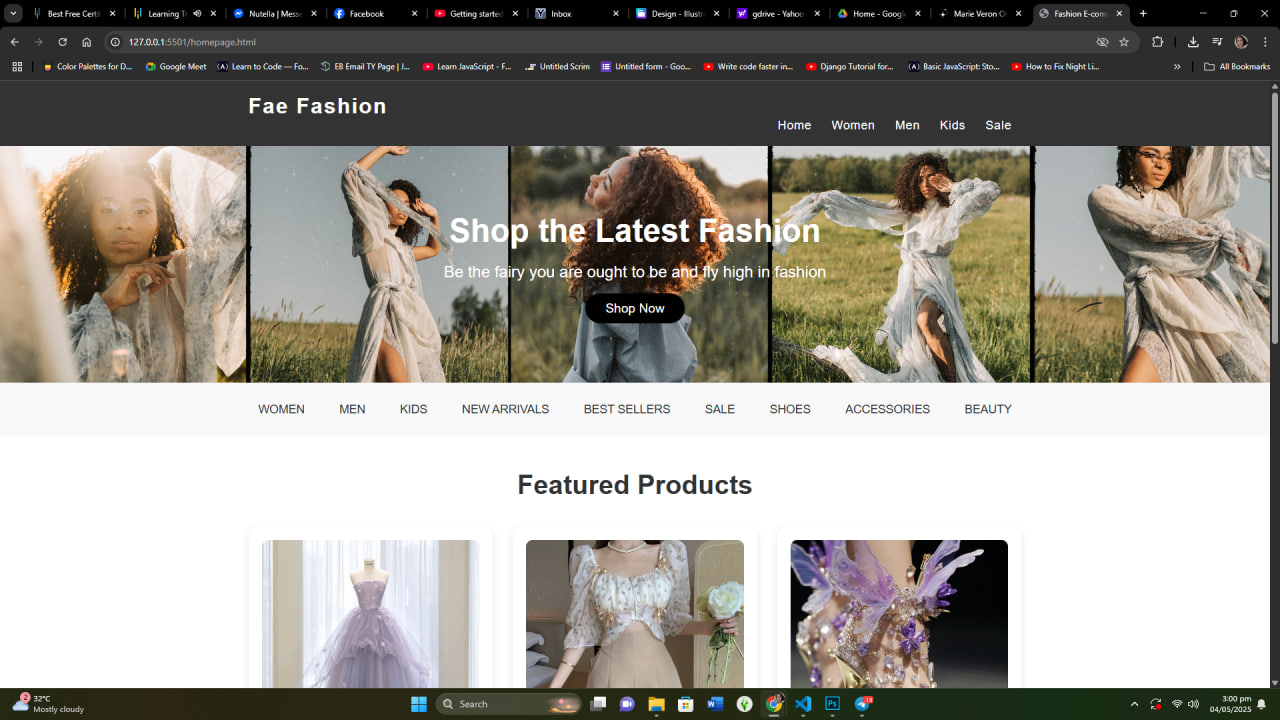 Best Free Certi
Learning T
Nutella | Mess
Facebook
Getting started
Inbox
Design - Illustr
gdrive - Yahoo
Home - Goog
Marie Veron O
Fashion E-com
127.0.0.1:5501/homepage.html
Color Palettes for D...
Google Meet
Learn to Code — Fo...
EB Email TY Page | J...
Learn JavaScript - F...
Untitled Scrim
Untitled form - Goo...
Write code faster in...
Django Tutorial for...
Basic JavaScript: Sto...
How to Fix Night Li...
All Bookmarks
Fae Fashion
Home Women Men Kids Sale
Shop the Latest Fashion
Be the fairy you are ought to be and fly high in fashion
Shop Now
WOMEN MEN KIDS NEW ARRIVALS BEST SELLERS SALE SHOES ACCESSORIES BEAUTY
Featured Products
2
32°C
Mostly cloudy
Search
3:00 pm
04/05/2025